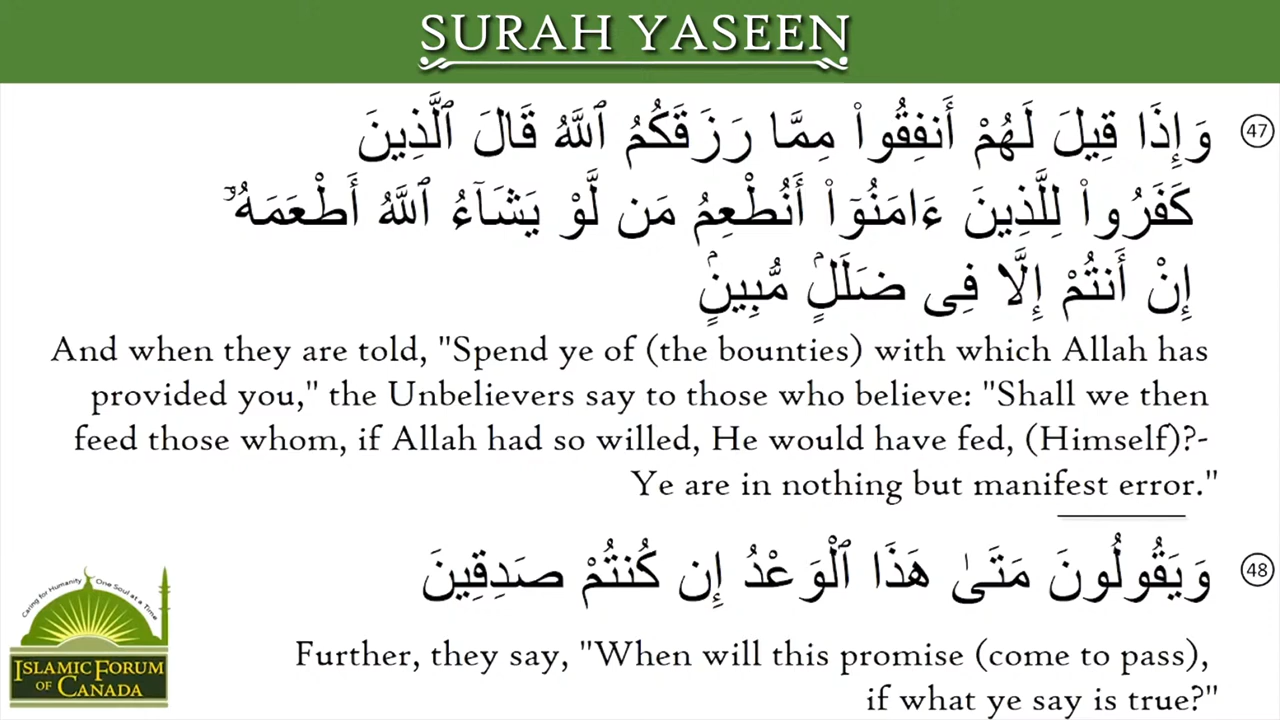 SURAH YASEEN
وَإِذَا قِيلَ لَهُمْ أَنفِقُوا۟ مِمَّا رَزَقَكُمُ ٱللَّهُ قَالَ ٱلَّذِينَ
47
كَفَرُوا۟ لِلَّذِينَ ءَامَنُوٓا۟ أَنُطْعِمُ مَن لَّوْ يَشَآءُ ٱللَّهُ أَطْعَمَهُۥٓ
إِنْ أَنتُمْ إِلَّا فِى ضَلَلٍۢ مُّبِينٍۢ
And when they are told, "Spend ye of (the bounties) with which Allah has
provided you," the Unbelievers say to those who believe: "Shall we then
feed those whom, if Allah had so willed, He would have fed, (Himself)?-
Ye are in nothing but manifest error."
وَيَقُولُونَ مَتَىٰ هَذَا ٱلْوَعْدُ إِن كُنتُمْ صَدِقِينَ
48
Further, they say, "When will this promise (come to pass),
if what ye say is true?"
Caring for Humanity One Soul at a Time
ISLAMIC FORUM
OF CANADA